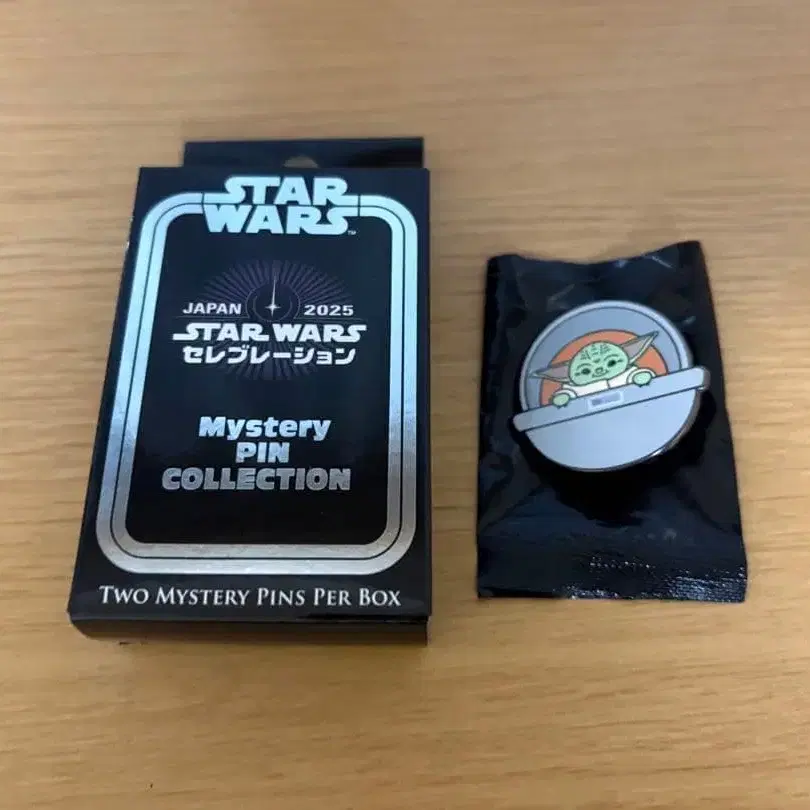 STAR
WARS™
JAPAN 2025
STAR WARS
セレブレーション
Mystery
PIN
COLLECTION
TWO MYSTERY PINS PER BOX